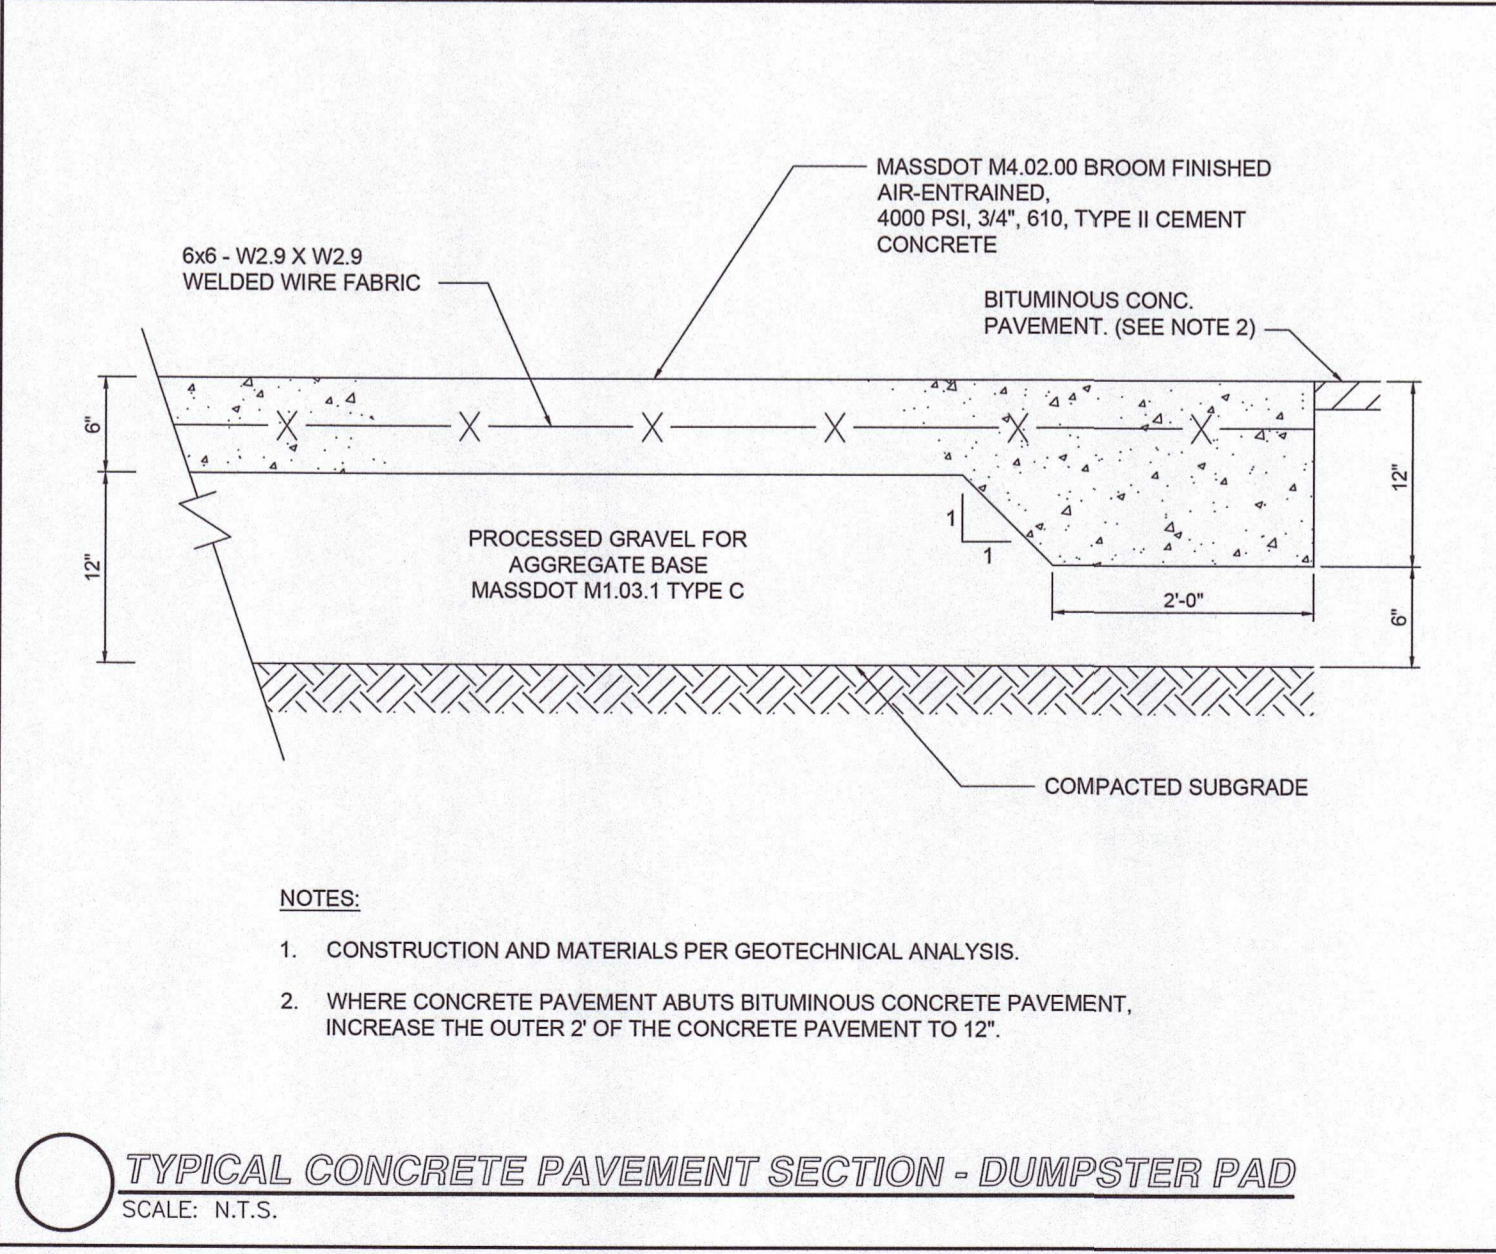 MASSDOT M4.02.00 BROOM FINISHED
AIR-ENTRAINED,
4000 PSI, 3/4", 610, TYPE II CEMENT
CONCRETE
6x6 - W2.9 X W2.9
WELDED WIRE FABRIC
BITUMINOUS CONC.
PAVEMENT. (SEE NOTE 2)
6"
12"
12"
6"
1
1
2'-0"
PROCESSED GRAVEL FOR
AGGREGATE BASE
MASSDOT M1.03.1 TYPE C
COMPACTED SUBGRADE
NOTES:
1. CONSTRUCTION AND MATERIALS PER GEOTECHNICAL ANALYSIS.
2. WHERE CONCRETE PAVEMENT ABUTS BITUMINOUS CONCRETE PAVEMENT,
INCREASE THE OUTER 2' OF THE CONCRETE PAVEMENT TO 12".
TYPICAL CONCRETE PAVEMENT SECTION - DUMPSTER PAD
SCALE: N.T.S.